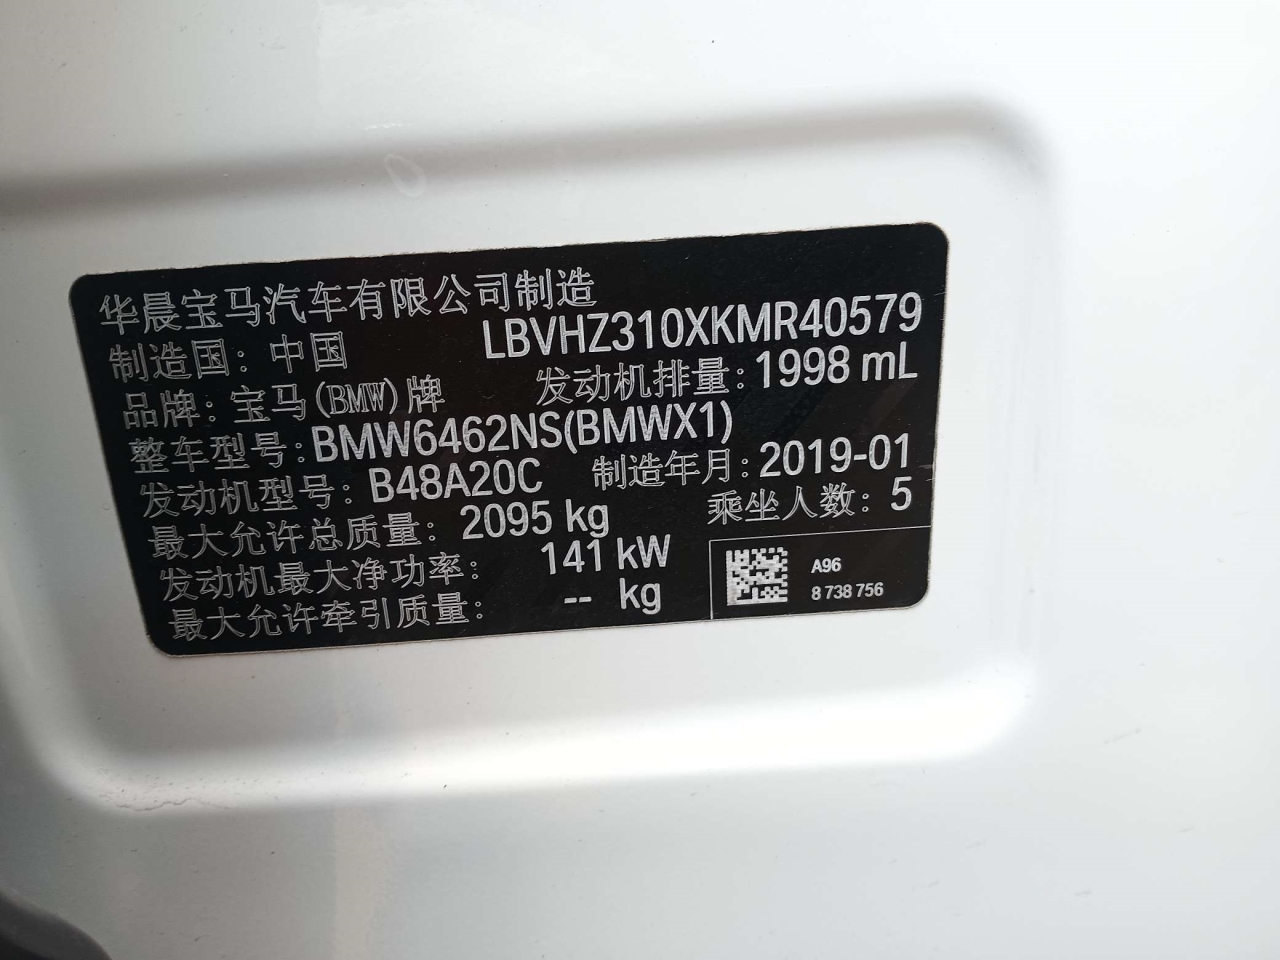 华晨宝马汽车有限公司制造
制造国：中国 LBVHZ310XKMR40579
品牌：宝马(BMW)牌 发动机排量：1998 mL
整车型号：BMW6462NS(BMWX1)
发动机型号：B48A20C 制造年月：2019-01
最大允许总质量：2095 kg 乘坐人数：5
发动机最大净功率：141 kW
最大允许牵引质量：-- kg
A96
8 738 756